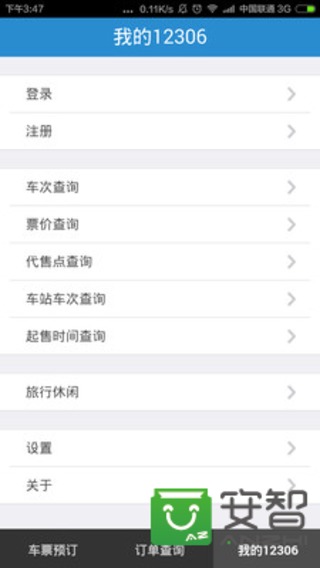 下午3:47 ... 0.11K/s 中国联通 3G
我的12306
登录
注册
车次查询
票价查询
代售点查询
车站车次查询
起售时间查询
旅行休闲
设置
关于
安智
AZ
车票预订 订单查询 我的12306